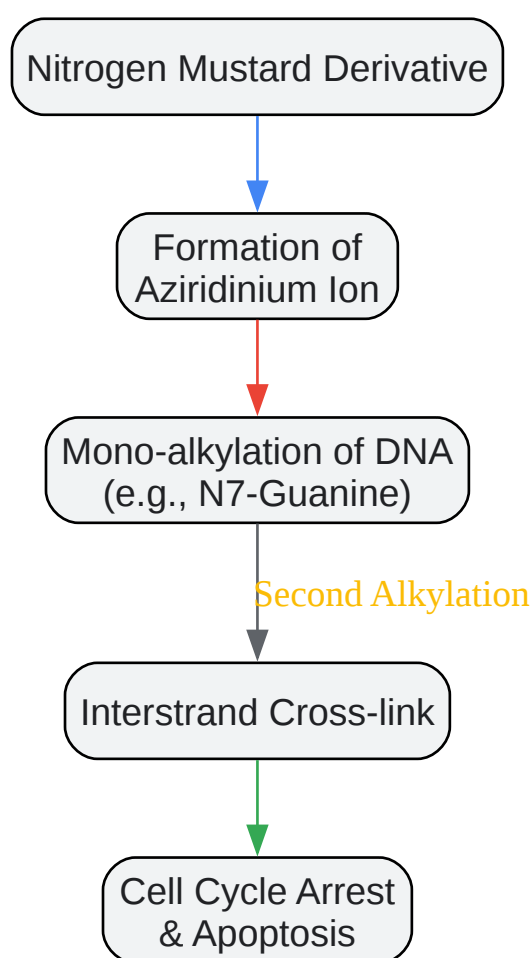 Nitrogen Mustard Derivative
Formation of
Aziridinium Ion
Mono-alkylation of DNA
(e.g., N7-Guanine)
Second Alkylation
Interstrand Cross-link
Cell Cycle Arrest
& Apoptosis